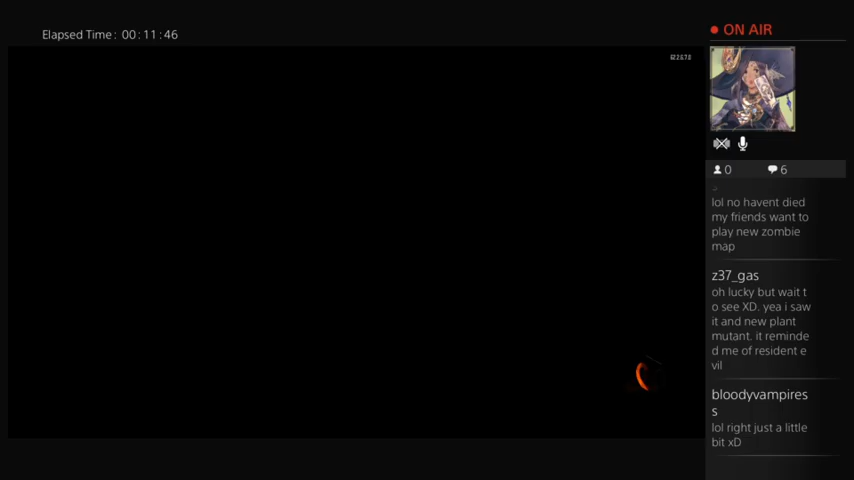 Elapsed Time: 00:11:46
ON AIR
0
6
lol no havent died
my friends want to
play new zombie
map
z37_gas
oh lucky but wait t
o see XD. yea i saw
it and new plant
mutant. it reminde
d me of resident e
vil
bloodyvampires
s
lol right just a little
bit xD